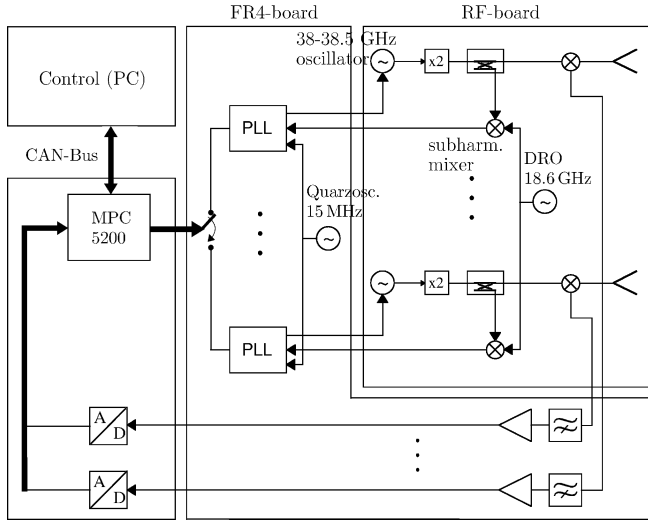 FR4-board
RF-board
38-38.5 GHz
oscillator
~
x2
Control (PC)
PLL
CAN-Bus
subharm.
mixer
DRO
18.6 GHz
~
MPC
5200
Quarzosc.
15 MHz
~
~
x2
PLL
A
D
A
D